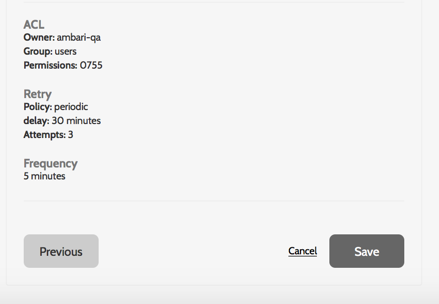 ACL
Owner: ambari-qa
Group: users
Permissions: 0755
Retry
Policy: periodic
delay: 30 minutes
Attempts: 3
Frequency
5 minutes
Previous
Cancel
Save